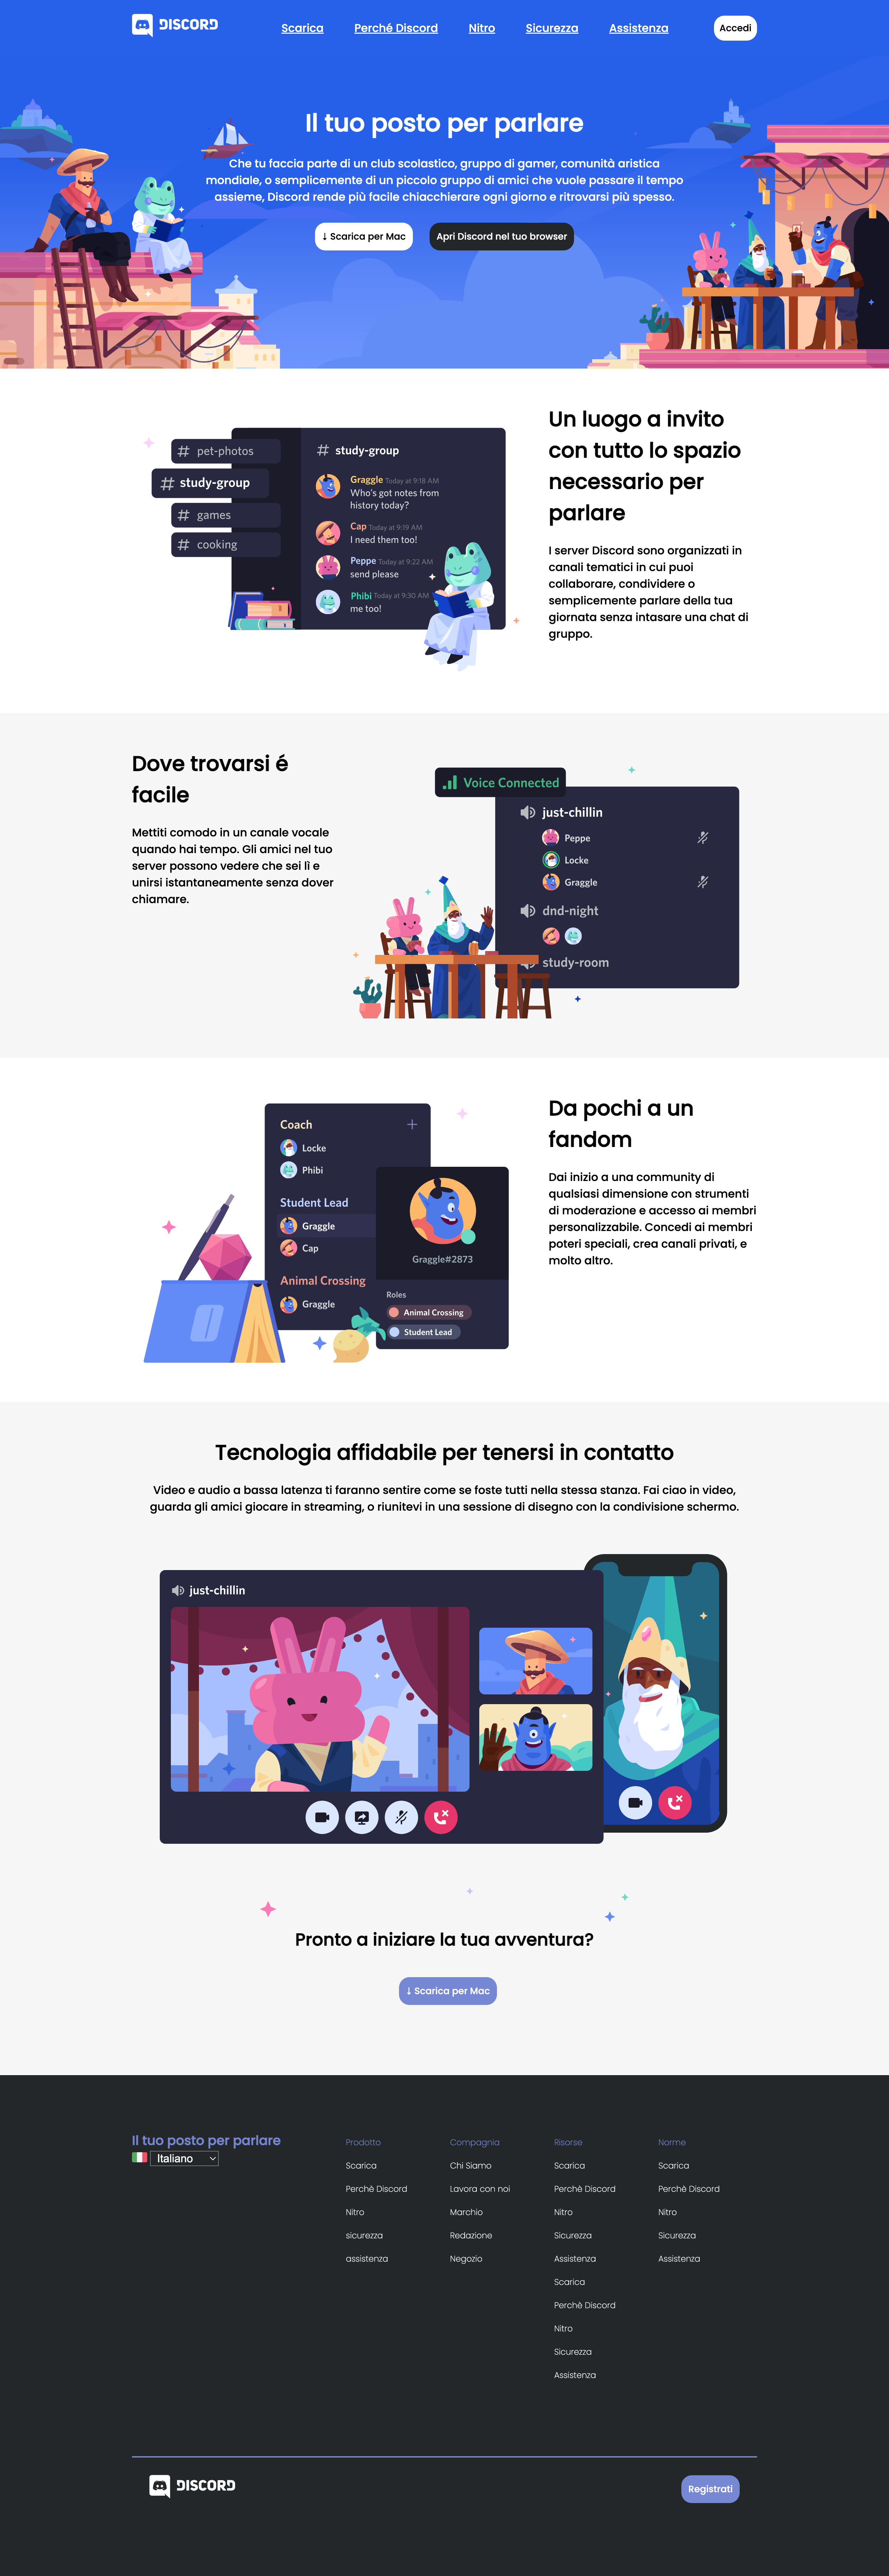 DISCORD
Scarica
Perché Discord
Nitro
Sicurezza
Assistenza
Accedi
Il tuo posto per parlare
Che tu faccia parte di un club scolastico, gruppo di gamer, comunità aristica
mondiale, o semplicemente di un piccolo gruppo di amici che vuole passare il tempo
assieme, Discord rende più facile chiacchierare ogni giorno e ritrovarsi più spesso.
↓ Scarica per Mac
Apri Discord nel tuo browser
# pet-photos
# study-group
# games
# cooking
# study-group
Graggle Today at 9:18 AM
Who's got notes from
history today?
Cap Today at 9:19 AM
I need them too!
Peppe Today at 9:22 AM
send please
Phibi Today at 9:30 AM
me too!
Un luogo a invito
con tutto lo spazio
necessario per
parlare
I server Discord sono organizzati in
canali tematici in cui puoi
collaborare, condividere o
semplicemente parlare della tua
giornata senza intasare una chat di
gruppo.
Dove trovarsi é
facile
Mettiti comodo in un canale vocale
quando hai tempo. Gli amici nel tuo
server possono vedere che sei lì e
unirsi istantaneamente senza dover
chiamare.
Voice Connected
just-chillin
Peppe
Locke
Graggle
dnd-night
study-room
Coach
Locke
Phibi
Student Lead
Graggle
Cap
Animal Crossing
Graggle
Graggle#2873
Roles
Animal Crossing
Student Lead
Da pochi a un
fandom
Dai inizio a una community di
qualsiasi dimensione con strumenti
di moderazione e accesso ai membri
personalizzabile. Concedi ai membri
poteri speciali, crea canali privati, e
molto altro.
Tecnologia affidabile per tenersi in contatto
Video e audio a bassa latenza ti faranno sentire come se foste tutti nella stessa stanza. Fai ciao in video,
guarda gli amici giocare in streaming, o riunitevi in una sessione di disegno con la condivisione schermo.
just-chillin
Pronto a iniziare la tua avventura?
↓ Scarica per Mac
Il tuo posto per parlare
Italiano
Prodotto
Scarica
Perchè Discord
Nitro
sicurezza
assistenza
Compagnia
Chi Siamo
Lavora con noi
Marchio
Redazione
Negozio
Risorse
Scarica
Perchè Discord
Nitro
Sicurezza
Assistenza
Scarica
Perchè Discord
Nitro
Sicurezza
Assistenza
Norme
Scarica
Perchè Discord
Nitro
Sicurezza
Assistenza
DISCORD
Registrati